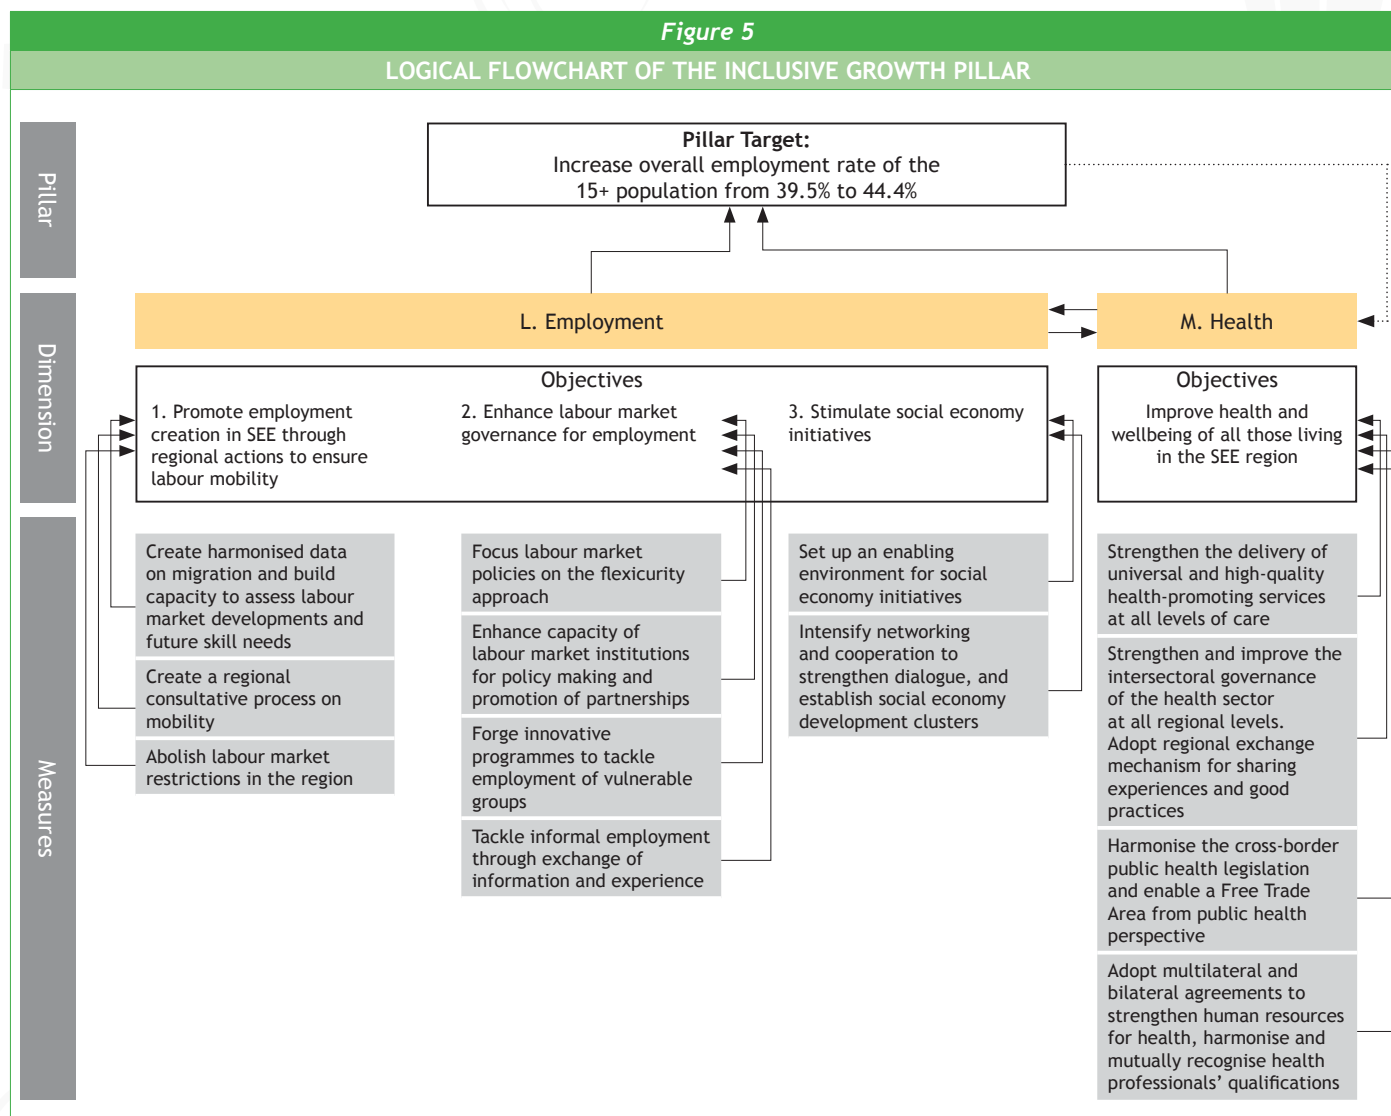 Figure 5
LOGICAL FLOWCHART OF THE INCLUSIVE GROWTH PILLAR
Pillar
Pillar Target:
Increase overall employment rate of the
15+ population from 39.5% to 44.4%
Dimension
L. Employment
M. Health
Objectives
1. Promote employment
creation in SEE through
regional actions to ensure
labour mobility
2. Enhance labour market
governance for employment
3. Stimulate social economy
initiatives
Objectives
Improve health and
wellbeing of all those living
in the SEE region
Measures
Create harmonised data
on migration and build
capacity to assess labour
market developments and
future skill needs
Create a regional
consultative process on
mobility
Abolish labour market
restrictions in the region
Focus labour market
policies on the flexicurity
approach
Enhance capacity of
labour market institutions
for policy making and
promotion of partnerships
Forge innovative
programmes to tackle
employment of vulnerable
groups
Tackle informal employment
through exchange of
information and experience
Set up an enabling
environment for social
economy initiatives
Intensify networking
and cooperation to
strengthen dialogue, and
establish social economy
development clusters
Strengthen the delivery of
universal and high-quality
health-promoting services
at all levels of care
Strengthen and improve the
intersectoral governance
of the health sector
at all regional levels.
Adopt regional exchange
mechanism for sharing
experiences and good
practices
Harmonise the cross-border
public health legislation
and enable a Free Trade
Area from public health
perspective
Adopt multilateral and
bilateral agreements to
strengthen human resources
for health, harmonise and
mutually recognise health
professionals’ qualifications